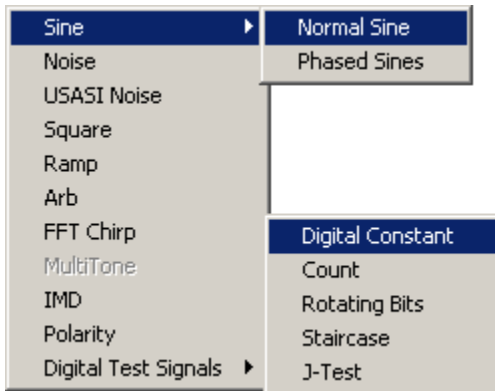 Sine
Normal Sine
Phased Sines
Noise
USASI Noise
Square
Ramp
Arb
FFT Chirp
MultiTone
IMD
Polarity
Digital Test Signals
Digital Constant
Count
Rotating Bits
Staircase
J-Test